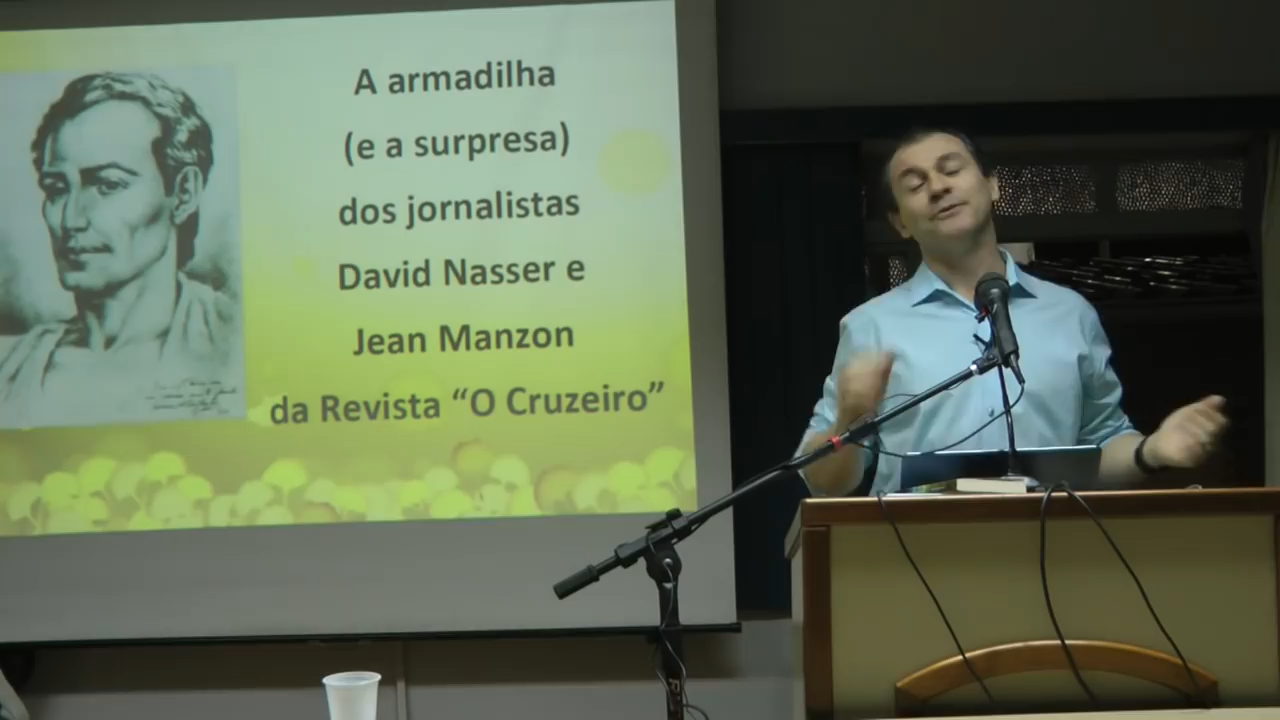 A armadilha
(e a surpresa)
dos jornalistas
David Nasser e
Jean Manzon
da Revista “O Cruzeiro”